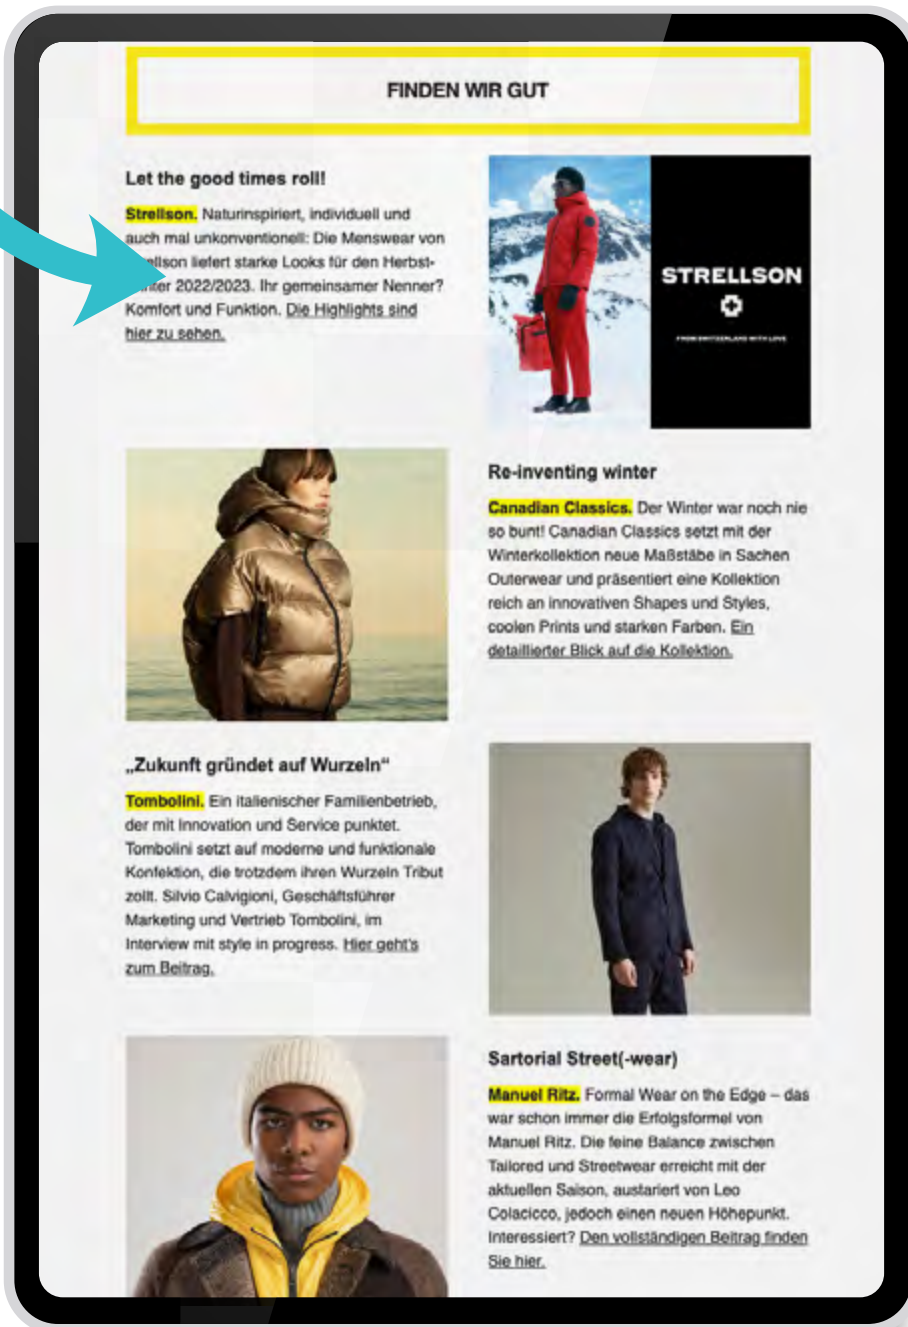 FINDEN WIR GUT
Let the good times roll!
Strellson. Naturinspiriert, individuell und
auch mal unkonventionell: Die Menswear von
ellson liefert starke Looks für den Herbst-
nter 2022/2023. Ihr gemeinsamer Nenner?
Komfort und Funktion. Die Highlights sind
hier zu sehen.
STRELLSON
FROM SWITZERLAND WITH LOVE
Re-inventing winter
Canadian Classics. Der Winter war noch nie
so bunt! Canadian Classics setzt mit der
Winterkollektion neue Maßstäbe in Sachen
Outerwear und präsentiert eine Kollektion
reich an innovativen Shapes und Styles,
coolen Prints und starken Farben. Ein
detaillierter Blick auf die Kollektion.
„Zukunft gründet auf Wurzeln“
Tombolini. Ein italienischer Familienbetrieb,
der mit Innovation und Service punktet.
Tombolini setzt auf moderne und funktionale
Konfektion, die trotzdem ihren Wurzeln Tribut
zollt. Silvio Calvigioni, Geschäftsführer
Marketing und Vertrieb Tombolini, im
Interview mit style in progress. Hier geht's
zum Beitrag.
Sartorial Street(-wear)
Manuel Ritz. Formal Wear on the Edge – das
war schon immer die Erfolgsformel von
Manuel Ritz. Die feine Balance zwischen
Tailored und Streetwear erreicht mit der
aktuellen Saison, austariert von Leo
Colacicco, jedoch einen neuen Höhepunkt.
Interessiert? Den vollständigen Beitrag finden
Sie hier.